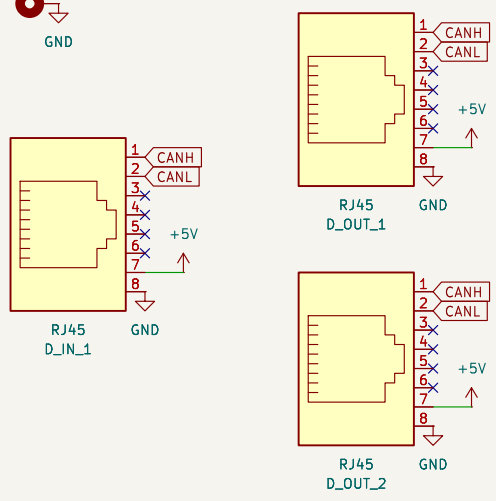 GND
1 CANH
2 CANL
3
4
5
6
7
8
+5V
RJ45
D_IN_1
GND
1 CANH
2 CANL
3
4
5
6
7
8
+5V
RJ45
D_OUT_1
GND
1 CANH
2 CANL
3
4
5
6
7
8
+5V
RJ45
D_OUT_2
GND